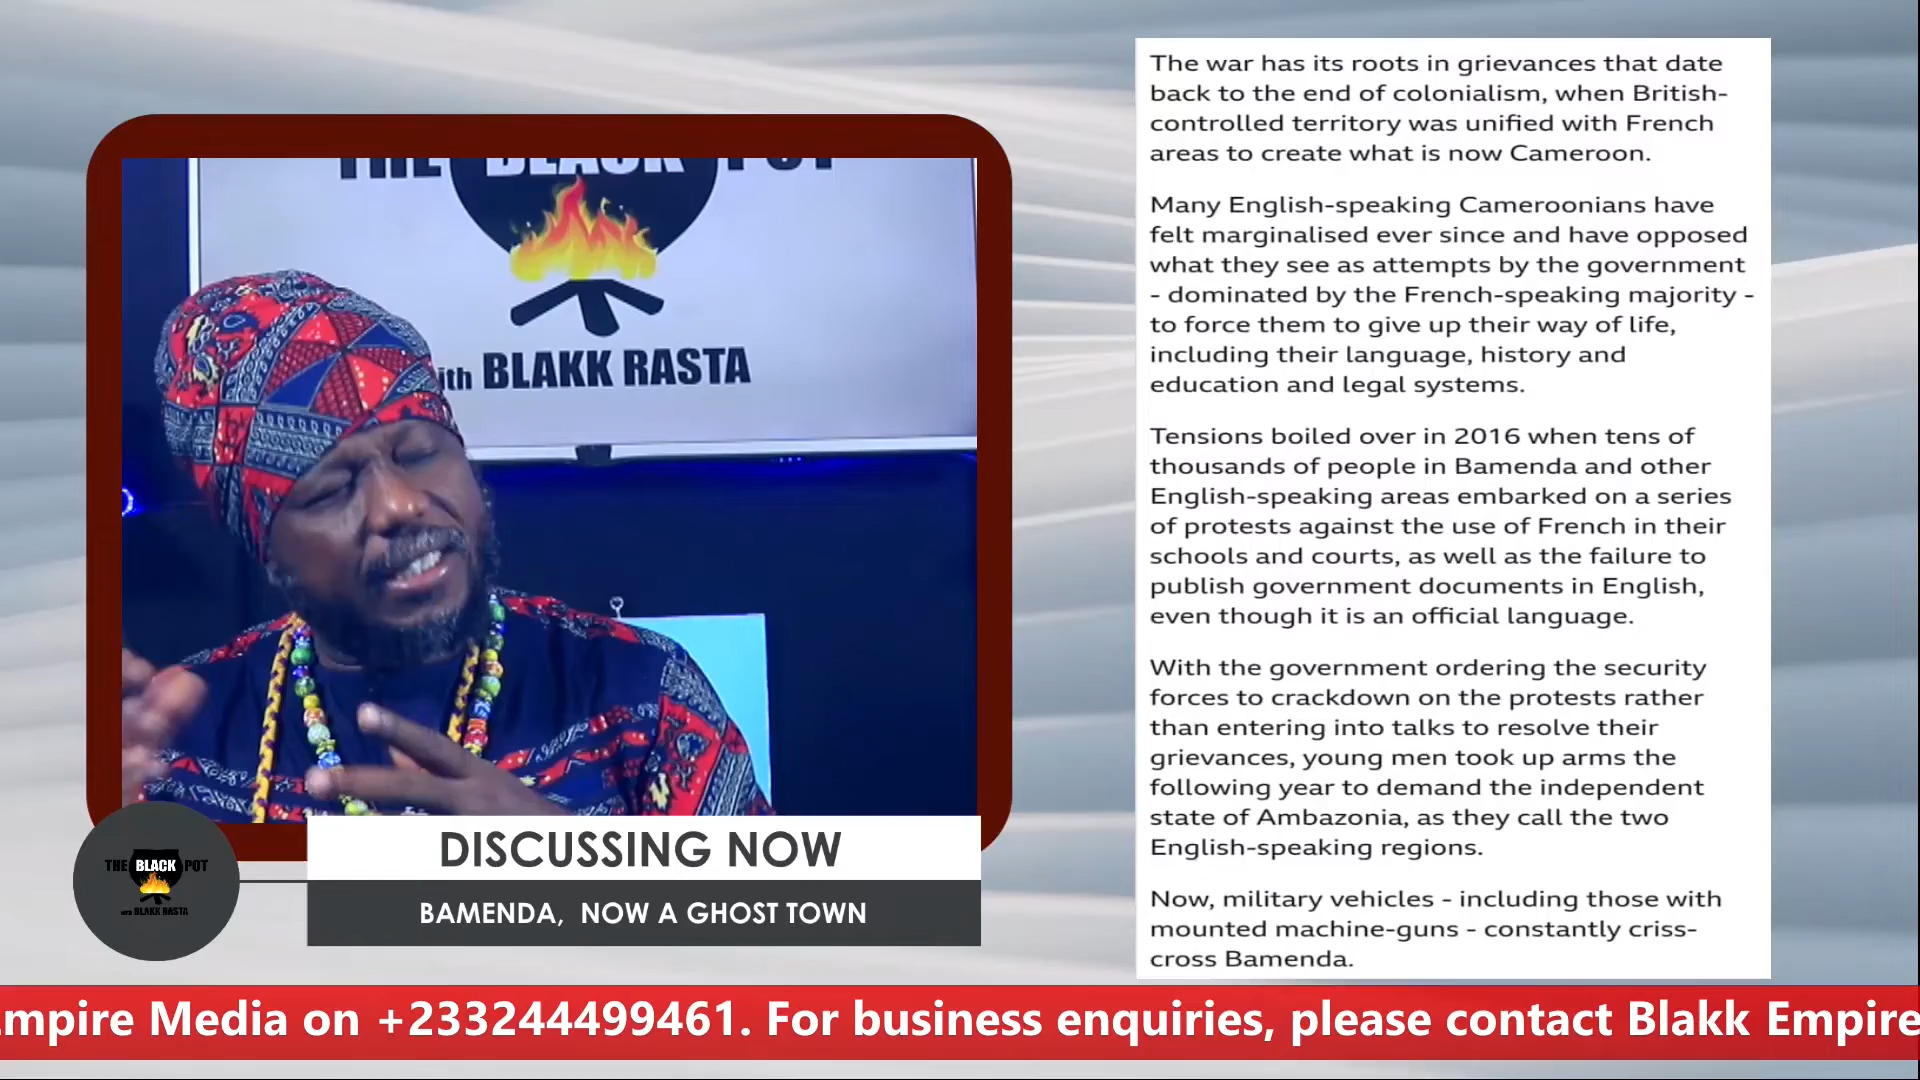 THE BLACK POT
ith BLAKK RASTA
THE BLACK POT
with BLAKK RASTA
DISCUSSING NOW
BAMENDA, NOW A GHOST TOWN
The war has its roots in grievances that date
back to the end of colonialism, when British-
controlled territory was unified with French
areas to create what is now Cameroon.
Many English-speaking Cameroonians have
felt marginalised ever since and have opposed
what they see as attempts by the government
- dominated by the French-speaking majority -
to force them to give up their way of life,
including their language, history and
education and legal systems.
Tensions boiled over in 2016 when tens of
thousands of people in Bamenda and other
English-speaking areas embarked on a series
of protests against the use of French in their
schools and courts, as well as the failure to
publish government documents in English,
even though it is an official language.
With the government ordering the security
forces to crackdown on the protests rather
than entering into talks to resolve their
grievances, young men took up arms the
following year to demand the independent
state of Ambazonia, as they call the two
English-speaking regions.
Now, military vehicles - including those with
mounted machine-guns - constantly criss-
cross Bamenda.
Empire Media on +233244499461. For business enquiries, please contact Blakk Empire